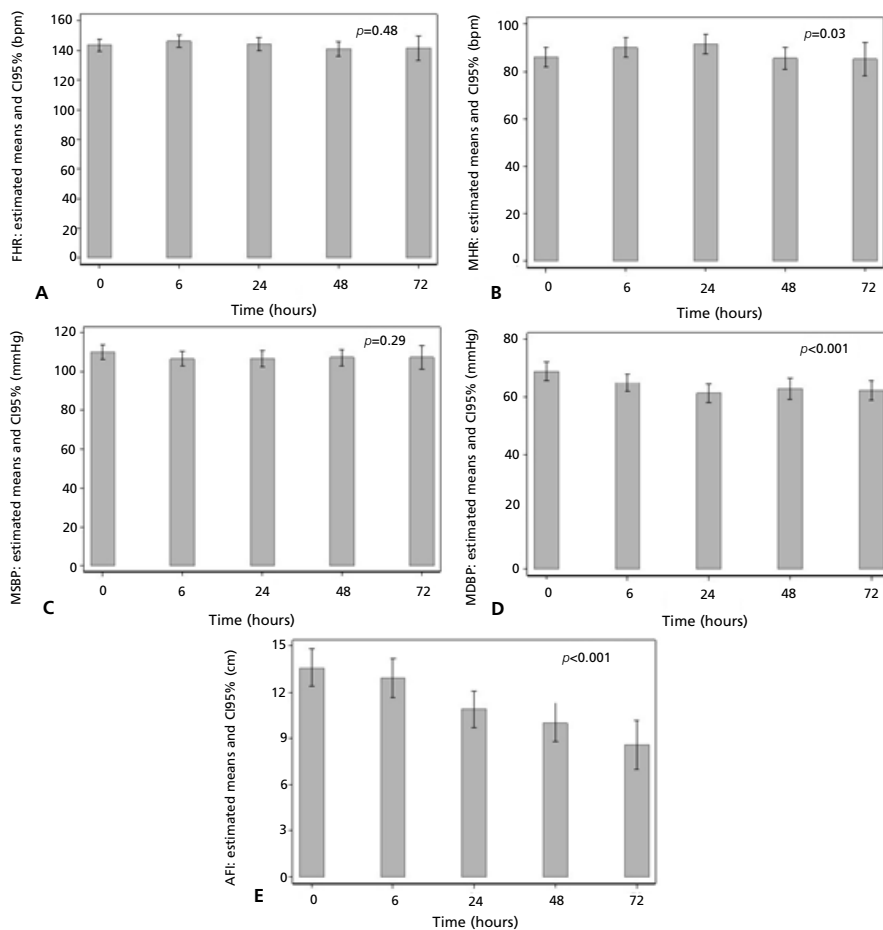 FHR: estimated means and CI95% (bpm)
160
140
120
100
80
60
40
20
0
p=0.48
0 6 24 48 72
Time (hours)
A
MHR: estimated means and CI95% (bpm)
100
80
60
40
20
0
p=0.03
0 6 24 48 72
Time (hours)
B
MSBP: estimated means and CI95% (mmHg)
120
100
80
60
40
20
0
p=0.29
0 6 24 48 72
Time (hours)
C
MDBP: estimated means and CI95% (mmHg)
80
60
40
20
0
p<0.001
0 6 24 48 72
Time (hours)
D
AFI: estimated means and CI95% (cm)
15
12
9
6
3
0
p<0.001
0 6 24 48 72
Time (hours)
E